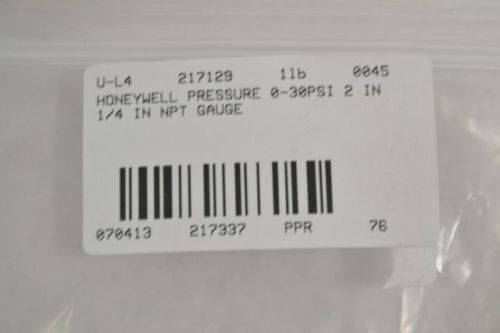 U-L4 217129 1lb 0045
HONEYWELL PRESSURE 0-30PSI 2 IN
1/4 IN NPT GAUGE
070413 217337 PPR 76